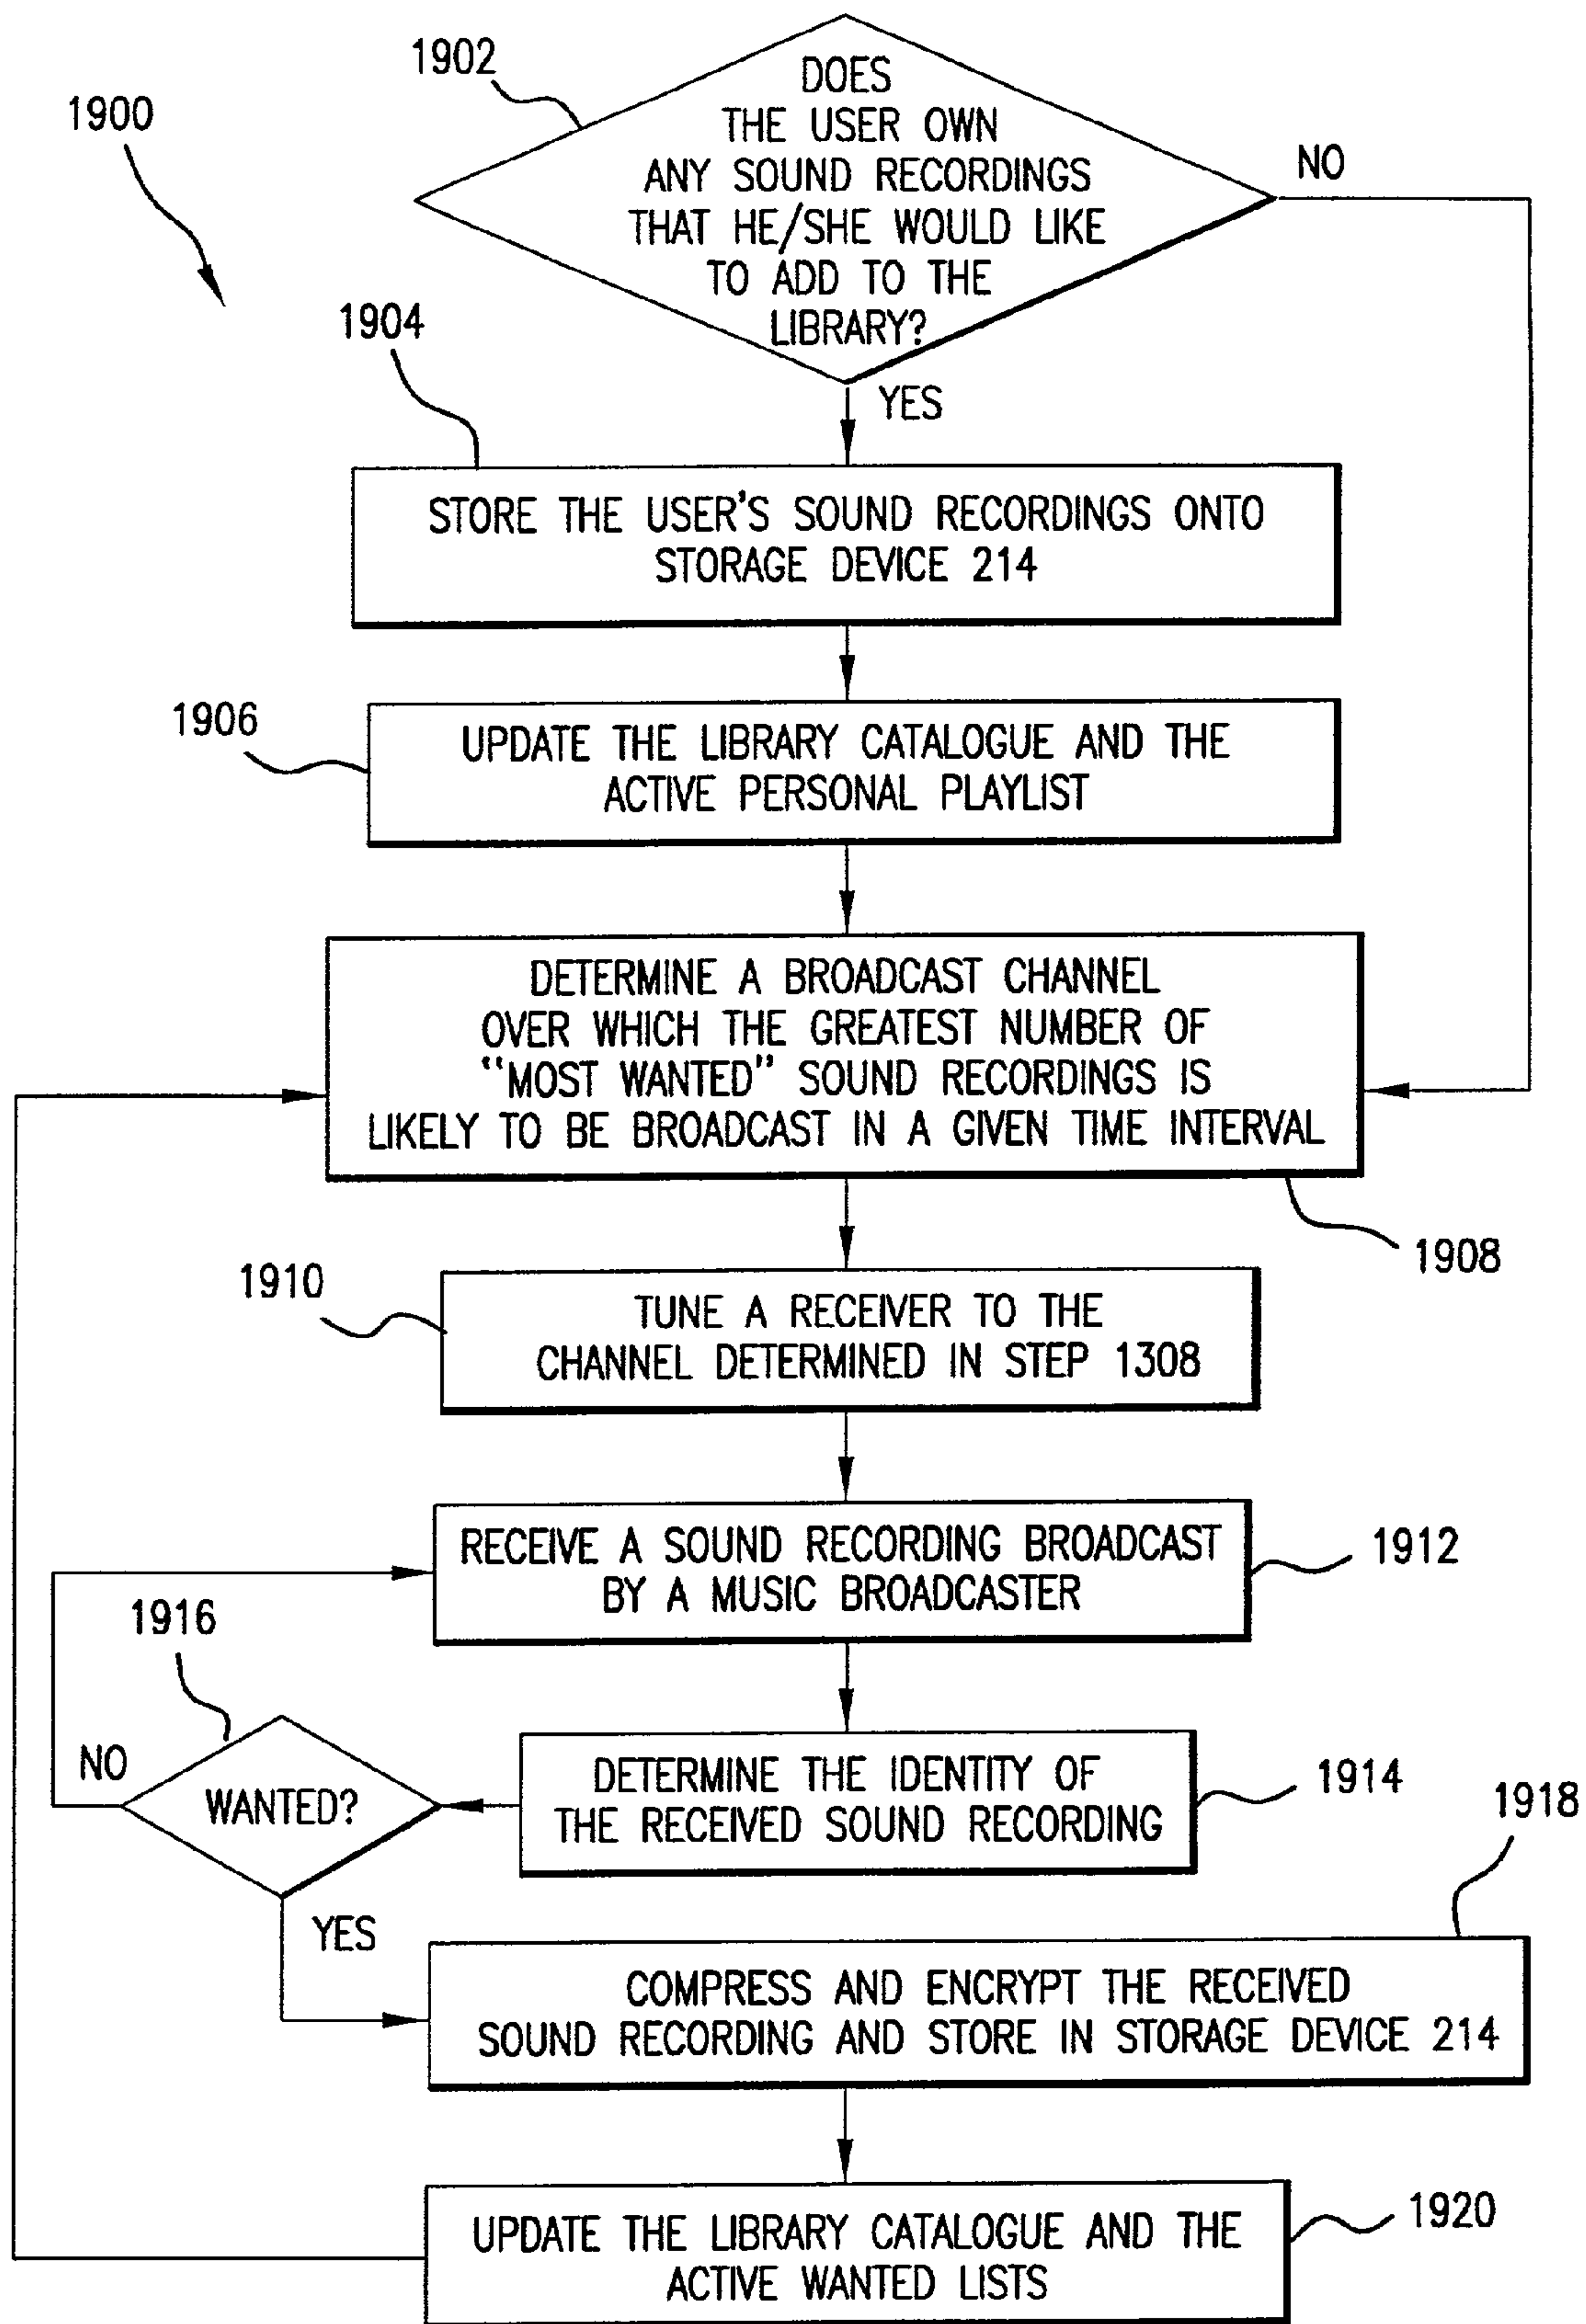 1900
1902
DOES
THE USER OWN
ANY SOUND RECORDINGS
THAT HE/SHE WOULD LIKE
TO ADD TO THE
LIBRARY?
NO
YES
1904
STORE THE USER'S SOUND RECORDINGS ONTO
STORAGE DEVICE 214
1906
UPDATE THE LIBRARY CATALOGUE AND THE
ACTIVE PERSONAL PLAYLIST
DETERMINE A BROADCAST CHANNEL
OVER WHICH THE GREATEST NUMBER OF
"MOST WANTED" SOUND RECORDINGS IS
LIKELY TO BE BROADCAST IN A GIVEN TIME INTERVAL
1908
1910
TUNE A RECEIVER TO THE
CHANNEL DETERMINED IN STEP 1308
RECEIVE A SOUND RECORDING BROADCAST
BY A MUSIC BROADCASTER
1912
1916
NO
WANTED?
YES
DETERMINE THE IDENTITY OF
THE RECEIVED SOUND RECORDING
1914
1918
COMPRESS AND ENCRYPT THE RECEIVED
SOUND RECORDING AND STORE IN STORAGE DEVICE 214
UPDATE THE LIBRARY CATALOGUE AND THE
ACTIVE WANTED LISTS
1920